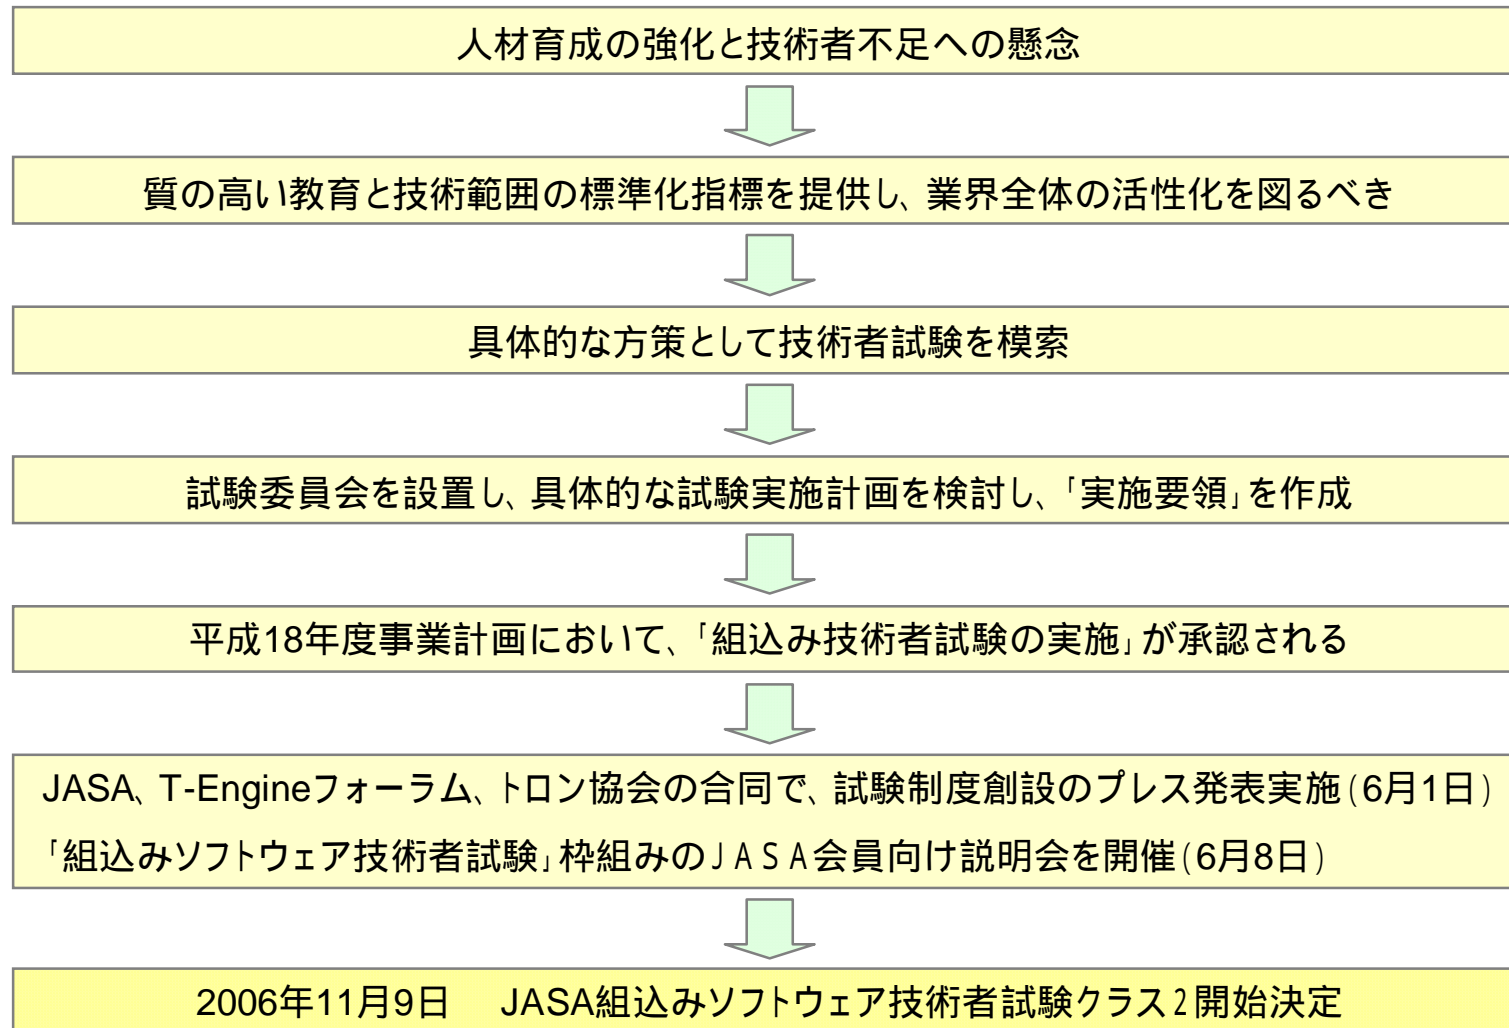 人材育成の強化と技術者不足への懸念
質の高い教育と技術範囲の標準化指標を提供し、業界全体の活性化を図るべき
具体的な方策として技術者試験を模索
試験委員会を設置し、具体的な試験実施計画を検討し、「実施要領」を作成
平成18年度事業計画において、「組込み技術者試験の実施」が承認される
JASA、T-Engineフォーラム、トロン協会の合同で、試験制度創設のプレス発表実施(6月1日)
「組込みソフトウェア技術者試験」枠組みのJASA会員向け説明会を開催(6月8日)
2006年11月9日　JASA組込みソフトウェア技術者試験クラス2開始決定